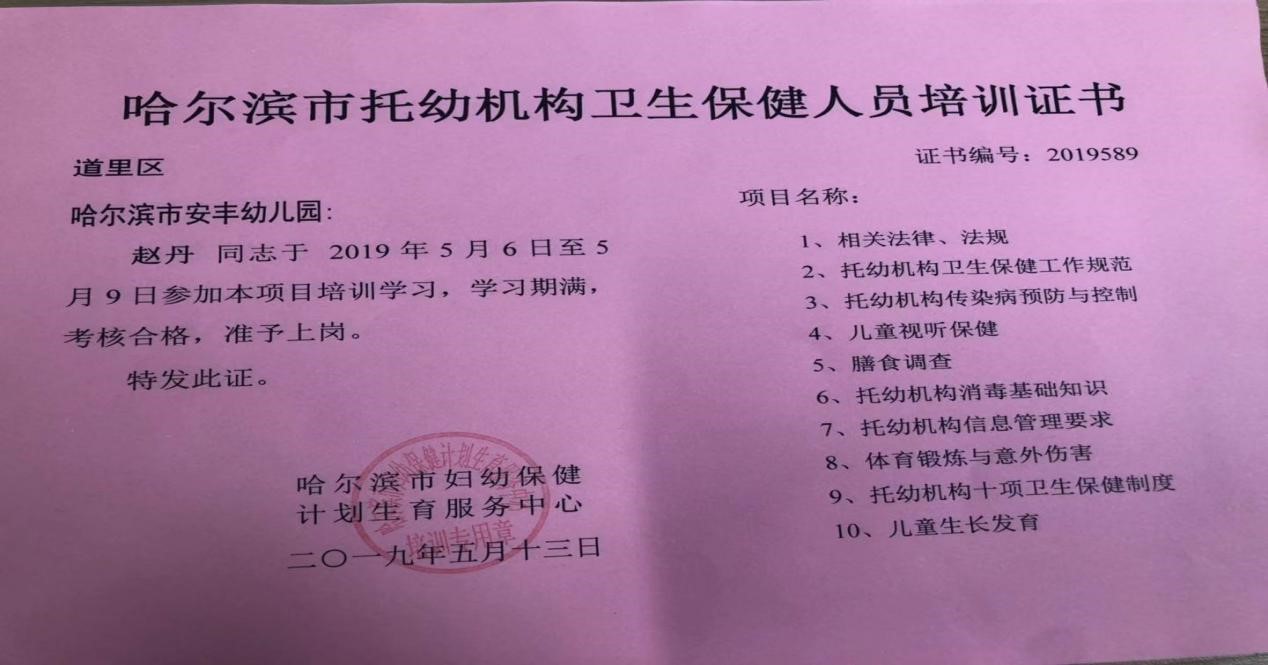 哈尔滨市托幼机构卫生保健人员培训证书
道里区
哈尔滨市安丰幼儿园:
赵丹 同志于 2019 年 5 月 6 日至 5
月 9 日参加本项目培训学习，学习期满，
考核合格，准予上岗。
特发此证。
哈尔滨市妇幼保健
计划生育服务中心
二〇一九年五月十三日
培训专用章
证书编号：2019589
项目名称：
1、相关法律、法规
2、托幼机构卫生保健工作规范
3、托幼机构传染病预防与控制
4、儿童视听保健
5、膳食调查
6、托幼机构消毒基础知识
7、托幼机构信息管理要求
8、体育锻炼与意外伤害
9、托幼机构十项卫生保健制度
10、儿童生长发育